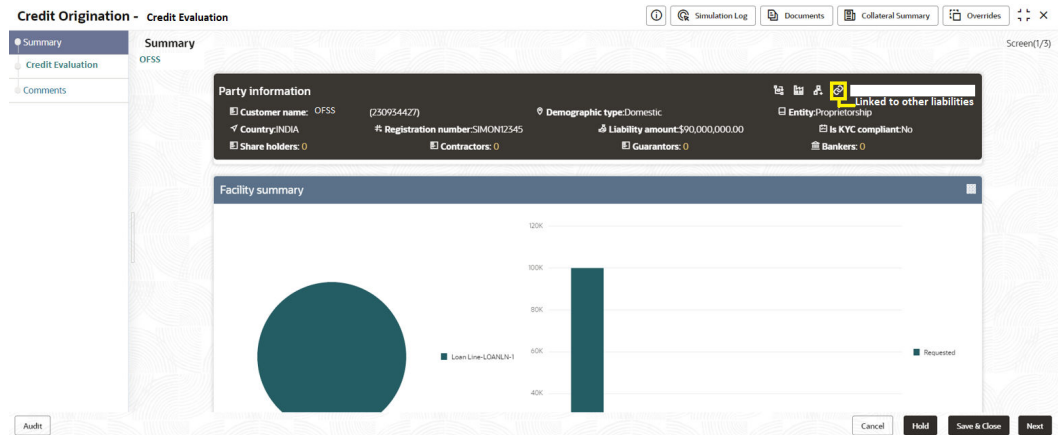 Credit Origination - Credit Evaluation
Simulation Log
Documents
Collateral Summary
Overrides
Summary
Credit Evaluation
Comments
Summary
Screen(1/3)
OFSS
Party information
Linked to other liabilities
Customer name: OFSS (230934427)
Demographic type:Domestic
Entity:Proprietorship
Country:INDIA
Registration number:SIMON12345
Liability amount:$90,000,000.00
Is KYC compliant:No
Share holders: 0
Contractors: 0
Guarantors: 0
Bankers: 0
Facility summary
120K
100K
80K
60K
40K
Loan Line-LOANLN-1
Requested
Audit
Cancel
Hold
Save & Close
Next